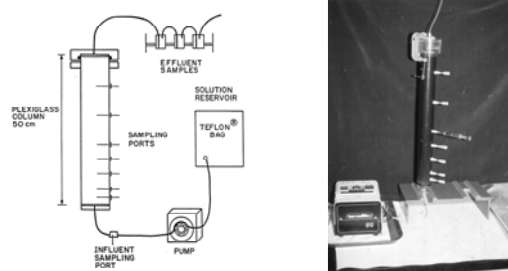 EFFLUENT
SAMPLES
PLEXIGLASS
COLUMN
50 cm
SOLUTION
RESERVOIR
TEFLON®
BAG
SAMPLING
PORTS
INFLUENT
SAMPLING
PORT
PUMP